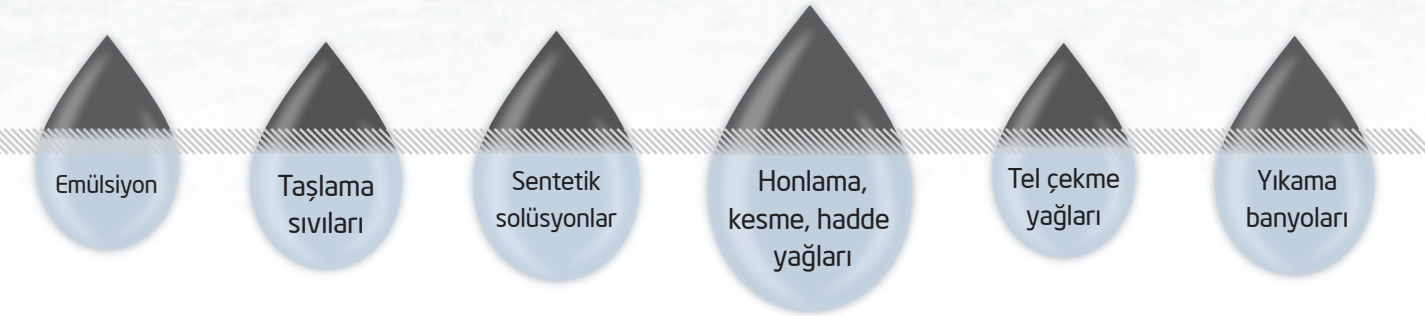 Emülsiyon
Taşlama
sıvıları
Sentetik
solüsyonlar
Honlama,
kesme, hadde
yağları
Tel çekme
yağları
Yıkama
banyoları